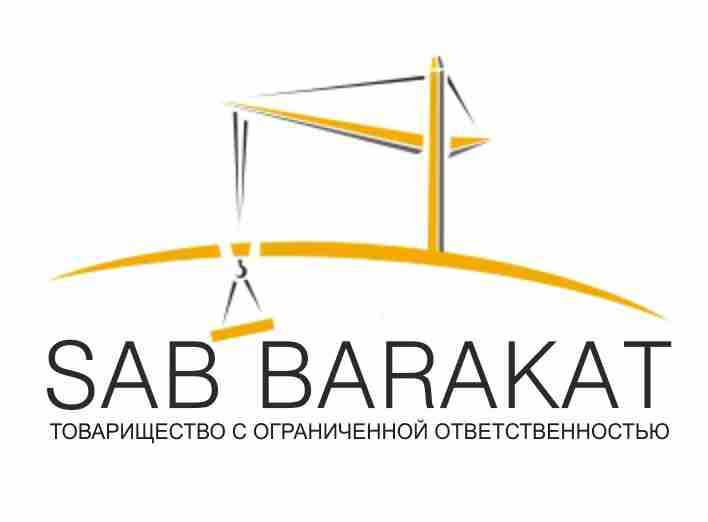 SAB BARAKAT
ТОВАРИЩЕСТВО С ОГРАНИЧЕННОЙ ОТВЕТСТВЕННОСТЬЮ